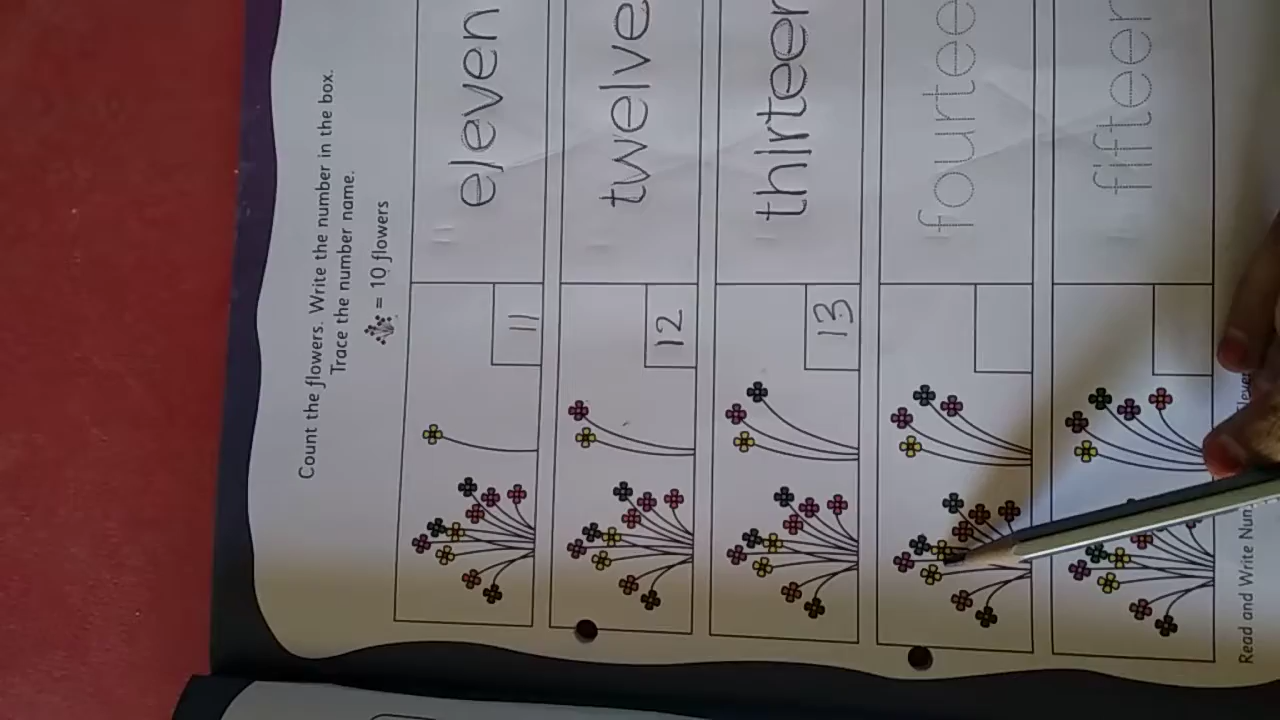 Count the flowers. Write the number in the box.
Trace the number name.
= 10 flowers
11 eleven
12 twelve
13 thirteen
fourtee
fifteen
Read and Write Num